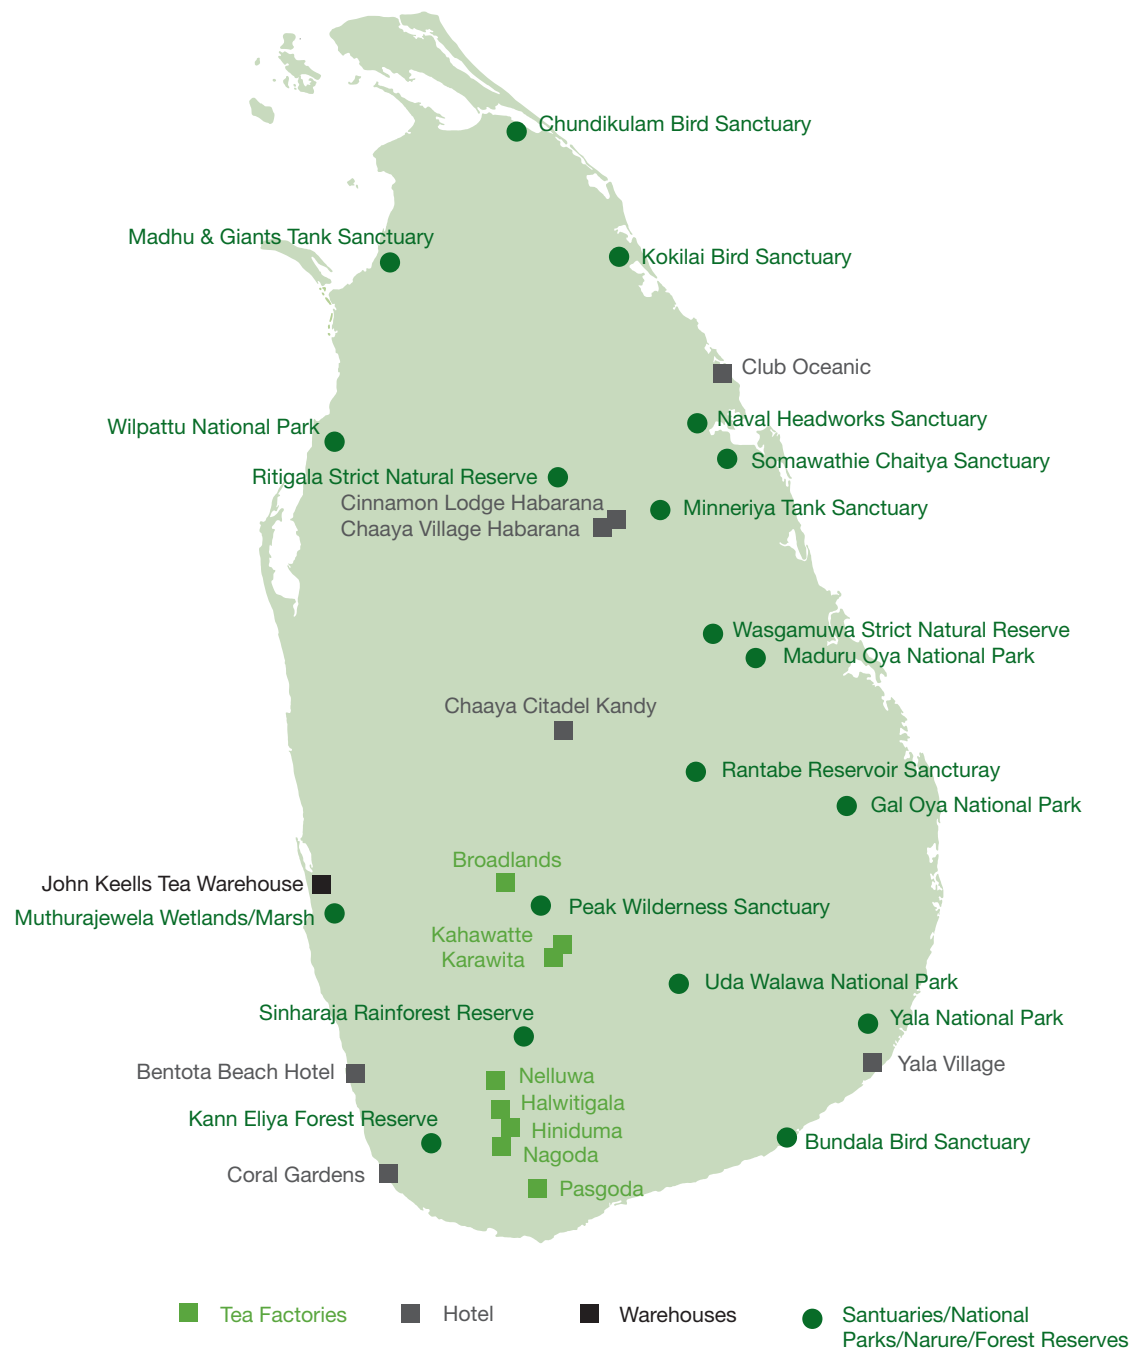 Chundikulam Bird Sanctuary
Madhu & Giants Tank Sanctuary
Kokilai Bird Sanctuary
Club Oceanic
Naval Headworks Sanctuary
Wilpattu National Park
Somawathie Chaitya Sanctuary
Ritigala Strict Natural Reserve
Cinnamon Lodge Habarana
Minneriya Tank Sanctuary
Chaaya Village Habarana
Wasgamuwa Strict Natural Reserve
Maduru Oya National Park
Chaaya Citadel Kandy
Rantabe Reservoir Sancturay
Gal Oya National Park
Broadlands
John Keells Tea Warehouse
Peak Wilderness Sanctuary
Muthurajewela Wetlands/Marsh
Kahawatte
Karawita
Uda Walawa National Park
Sinharaja Rainforest Reserve
Yala National Park
Yala Village
Bentota Beach Hotel
Nelluwa
Halwitigala
Kann Eliya Forest Reserve
Hiniduma
Bundala Bird Sanctuary
Nagoda
Coral Gardens
Pasgoda
Tea Factories
Hotel
Warehouses
Santuaries/National
Parks/Narure/Forest Reserves